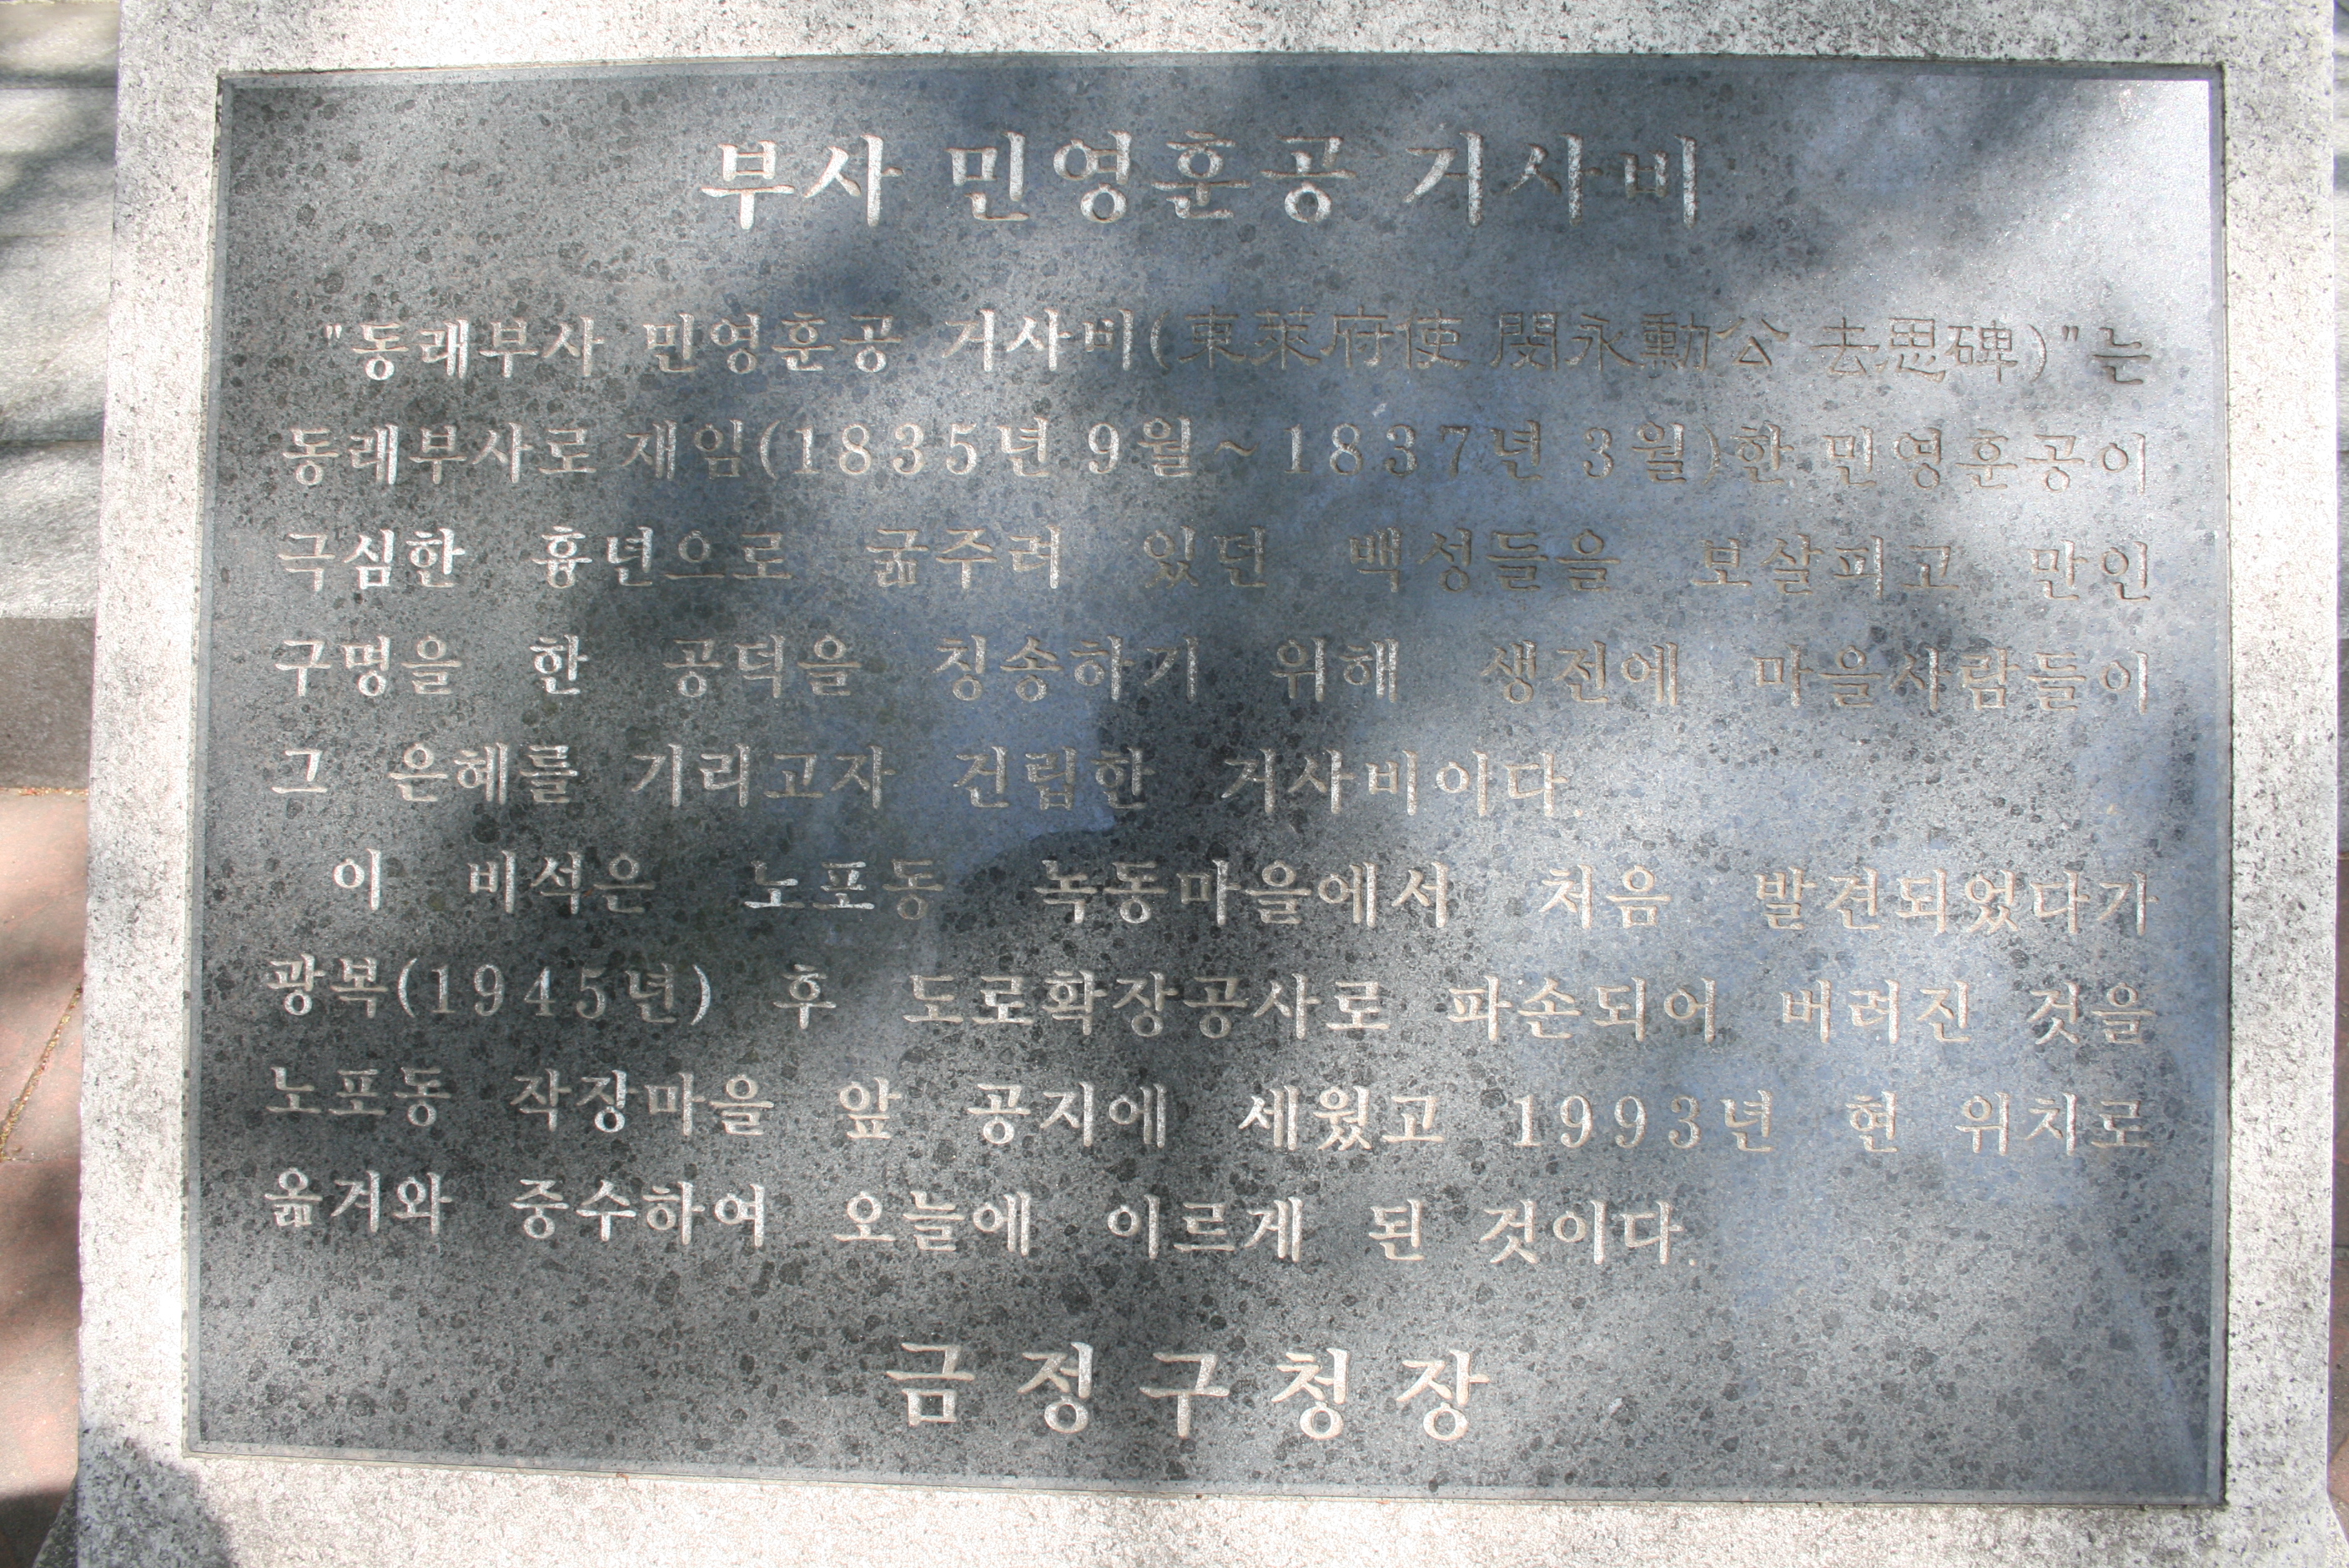 부사 민영훈공 거사비
"동래부사 민영훈공 거사비(東萊府使 閔永勳公 去思碑)"는
동래부사로 재임(1835년 9월~1837년 3월)한 민영훈공이
극심한 흉년으로 굶주려 있던 백성들을 보살피고 만인
구명을 한 공덕을 칭송하기 위해 생전에 마을사람들이
그 은혜를 기리고자 건립한 거사비이다.
이 비석은 노포동 녹동마을에서 처음 발견되었다가
광복(1945년) 후 도로확장공사로 파손되어 버려진 것을
노포동 작장마을 앞 공지에 세웠고 1993년 현 위치로
옮겨와 중수하여 오늘에 이르게 된 것이다.
금정구청장